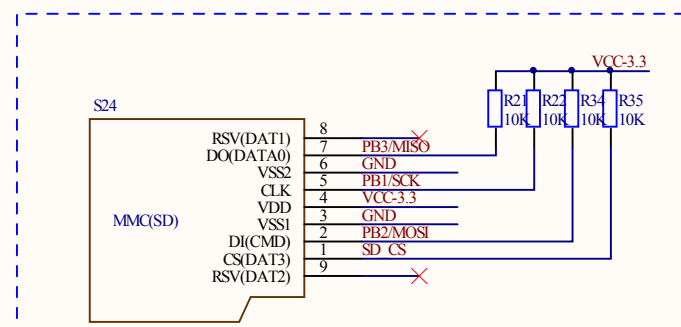 VCC-3.3
S24
R21 R22 R34 R35
10K 10K 10K 10K
RSV(DAT1) 8
DO(DATA0) 7 PB3/MISO
VSS2 6 GND
CLK 5 PB1/SCK
VDD 4 VCC-3.3
VSS1 3 GND
DI(CMD) 2 PB2/MOSI
CS(DAT3) 1 SD CS
RSV(DAT2) 9
MMC(SD)